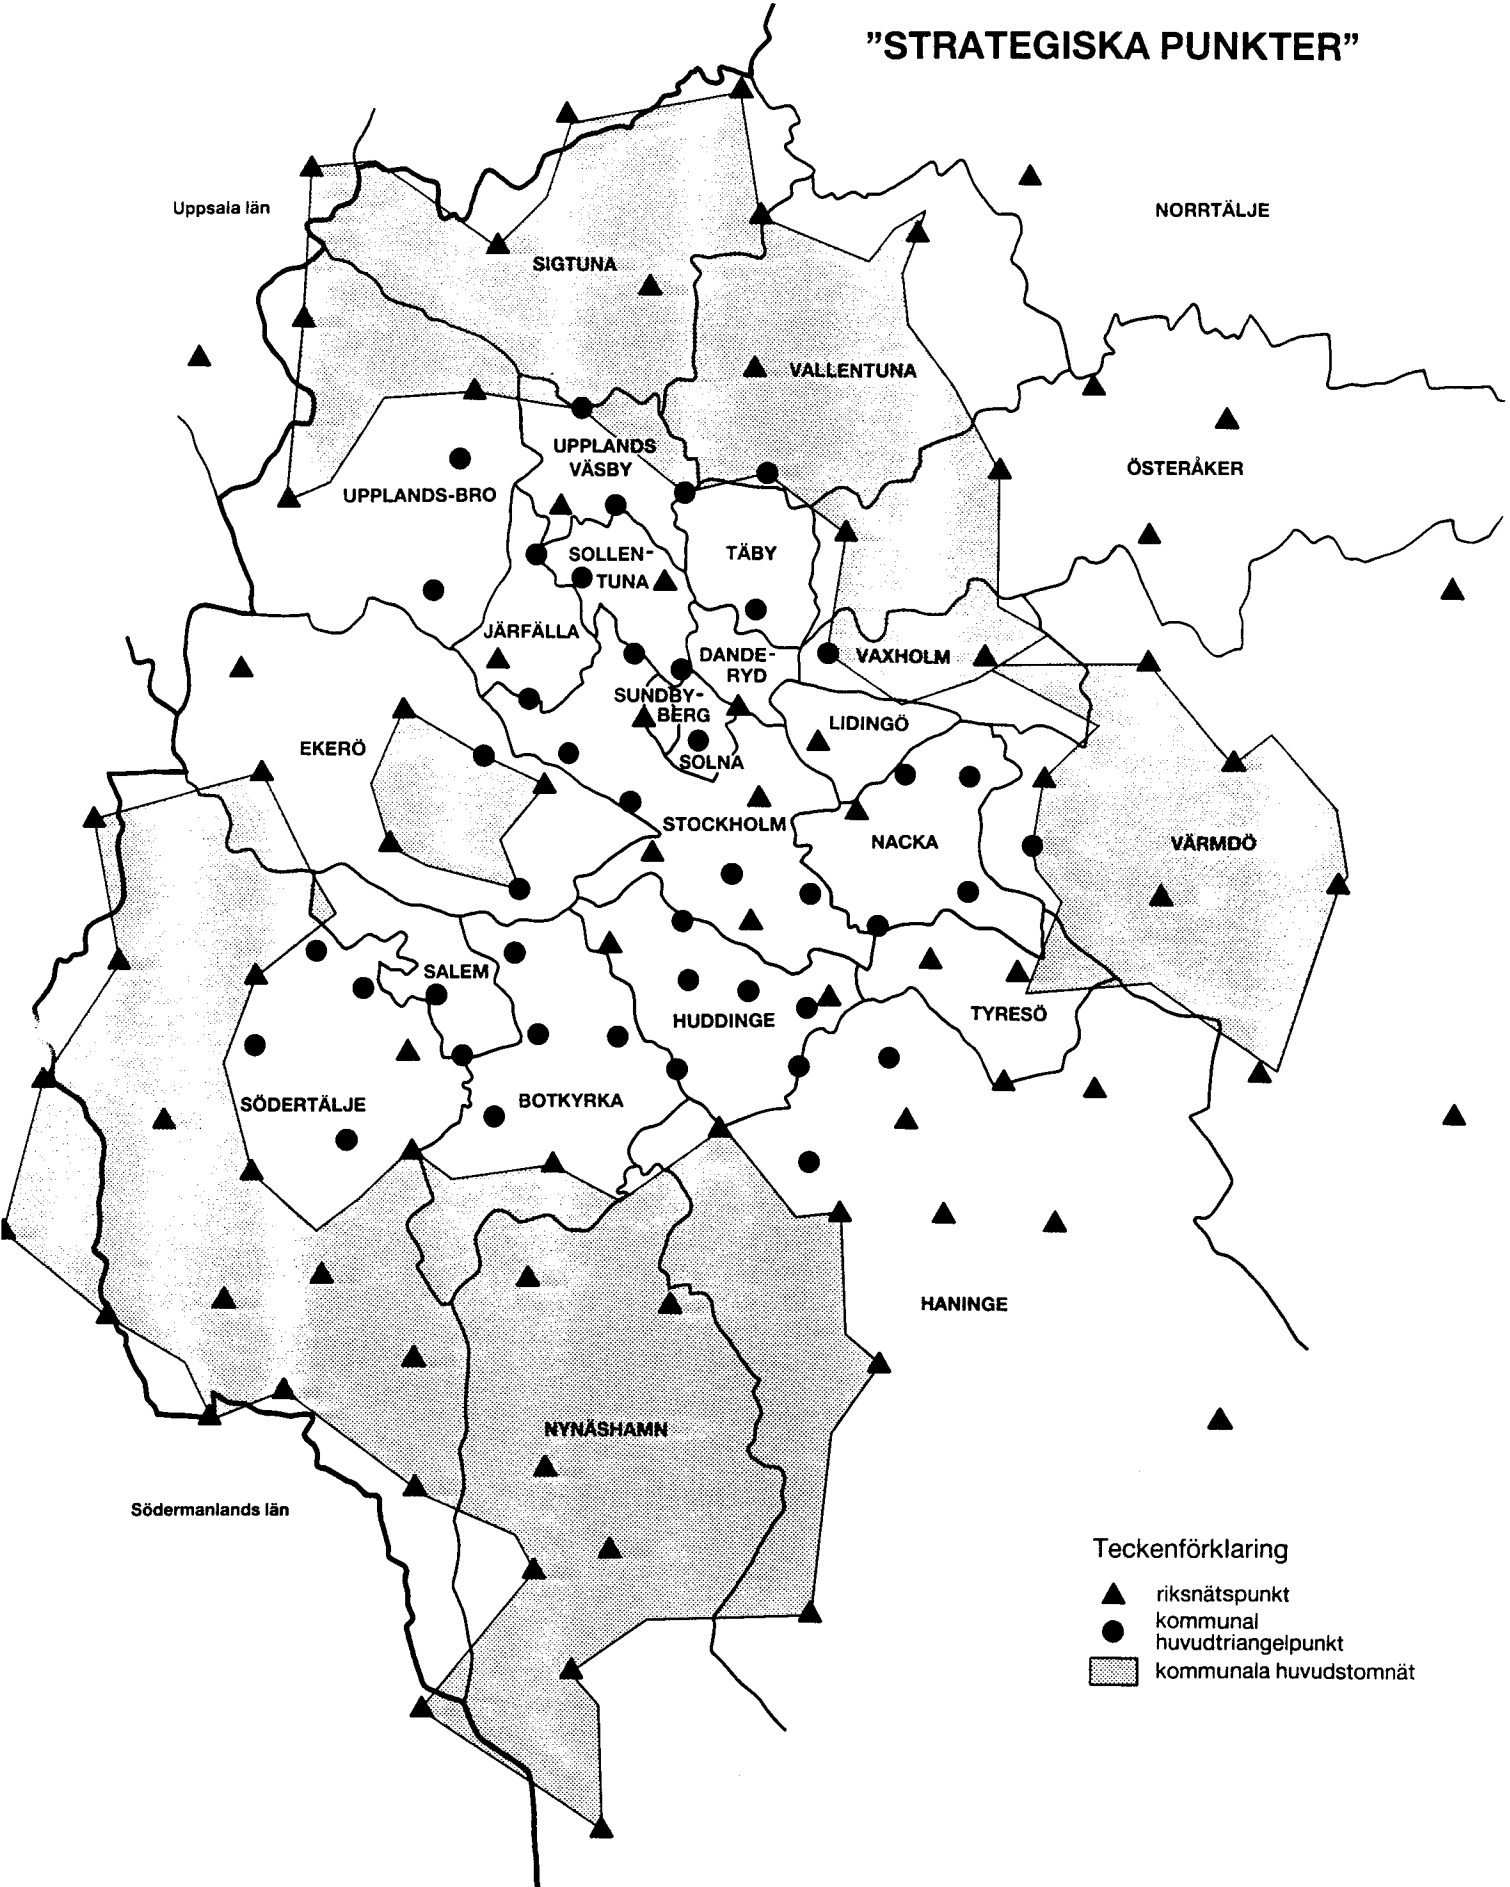 ”STRATEGISKA PUNKTER”
Uppsala län
NORRTÄLJE
SIGTUNA
VALLENTUNA
UPPLANDS
VÄSBY
ÖSTERÅKER
UPPLANDS-BRO
SOLLEN-
TUNA
TÄBY
JÄRFÄLLA
DANDE-
RYD
VAXHOLM
SUNDBY-
BERG
LIDINGÖ
EKERÖ
SOLNA
STOCKHOLM
NACKA
VÄRMDÖ
SALEM
HUDDINGE
TYRESÖ
SÖDERTÄLJE
BOTKYRKA
HANINGE
NYNÄSHAMN
Södermanlands län
Teckenförklaring
riksnätspunkt
kommunal
huvudtriangelpunkt
kommunala huvudstomnät